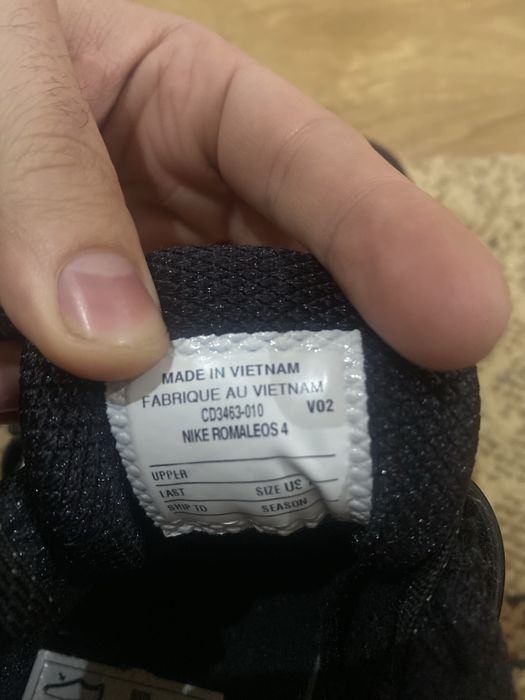 MADE IN VIETNAM
FABRIQUE AU VIETNAM
CD3463-010 V02
NIKE ROMALEOS 4
UPPER
LAST SIZE US
SHIP TO SEASON